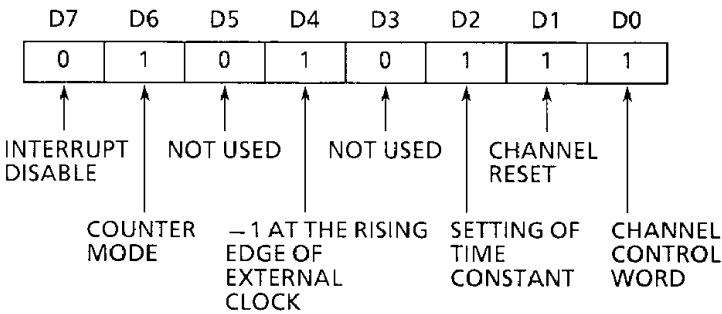 D7 D6 D5 D4 D3 D2 D1 D0
0 1 0 1 0 1 1 1
INTERRUPT NOT USED NOT USED CHANNEL
DISABLE RESET
COUNTER −1 AT THE RISING SETTING OF CHANNEL
MODE EDGE OF TIME CONTROL
EXTERNAL CONSTANT WORD
CLOCK